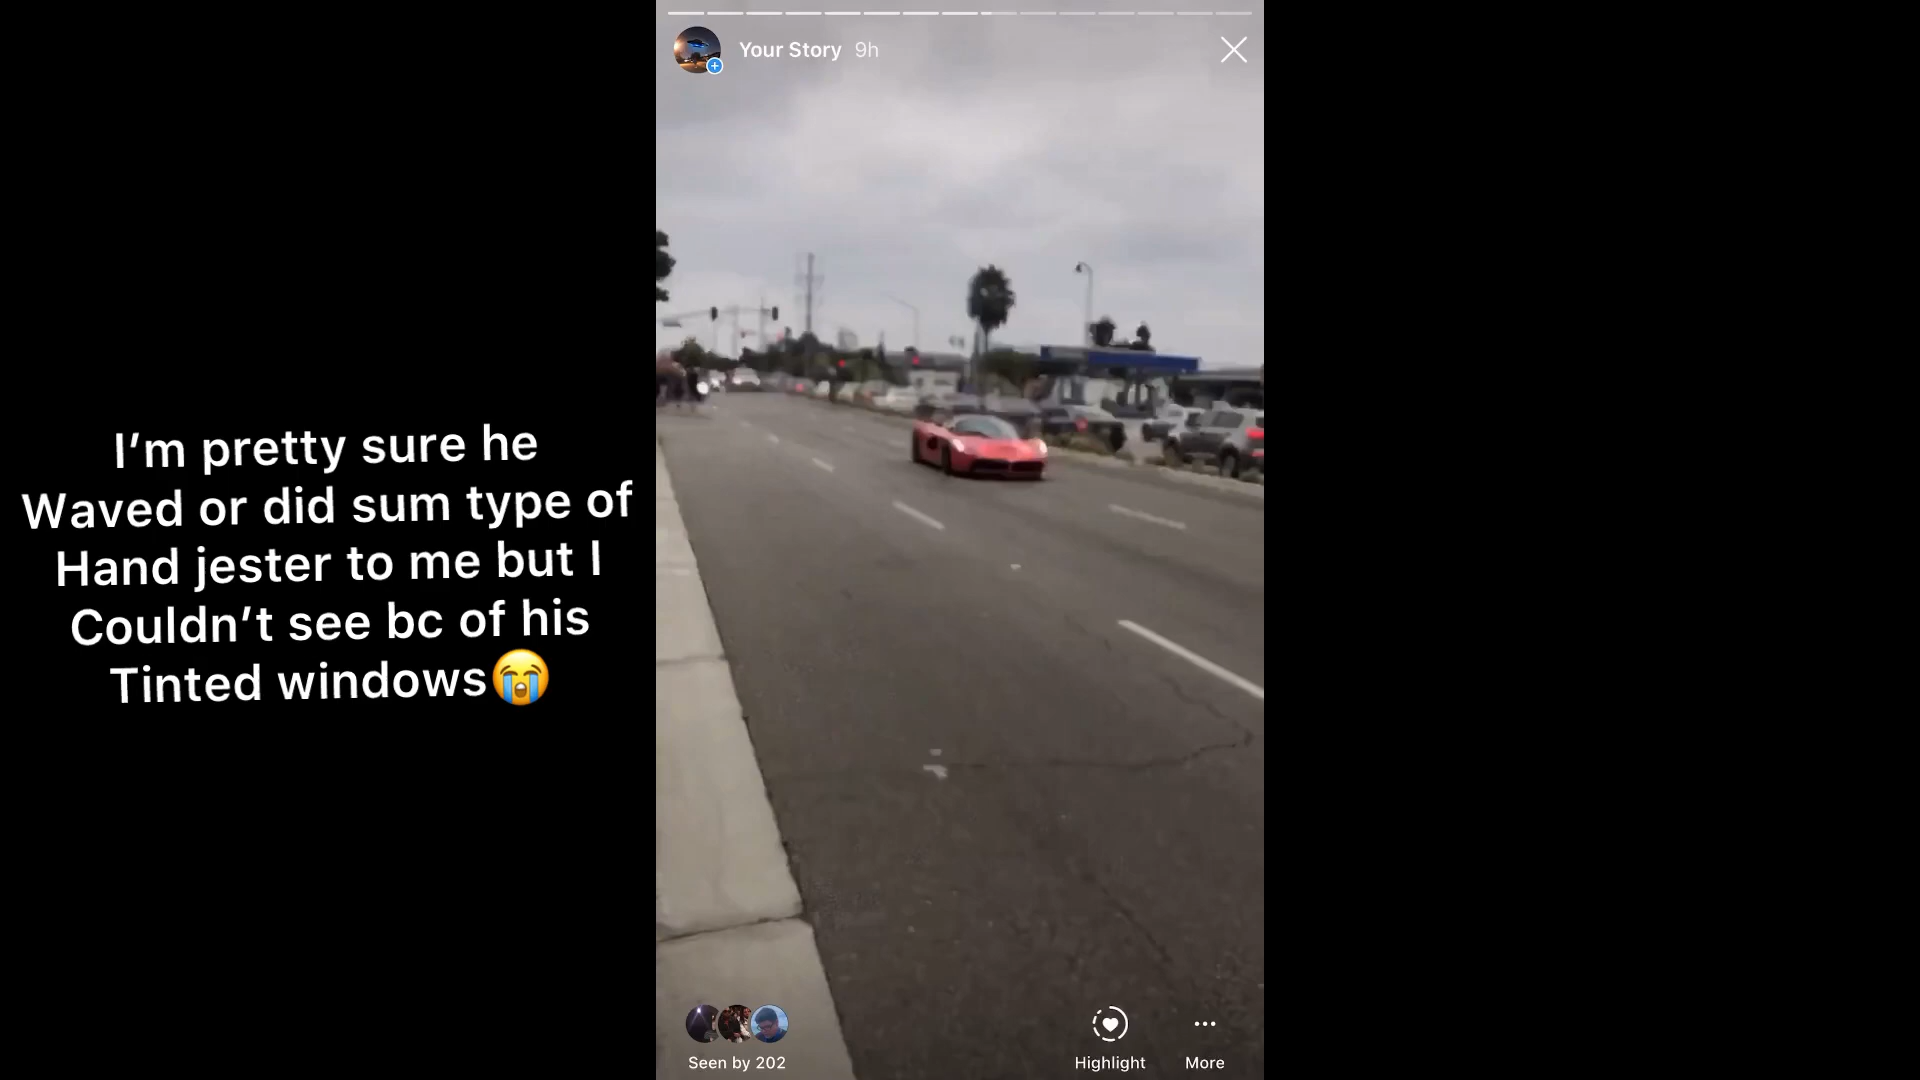 Your Story 9h
I’m pretty sure he
Waved or did sum type of
Hand jester to me but I
Couldn’t see bc of his
Tinted windows😭
Seen by 202
Highlight
More